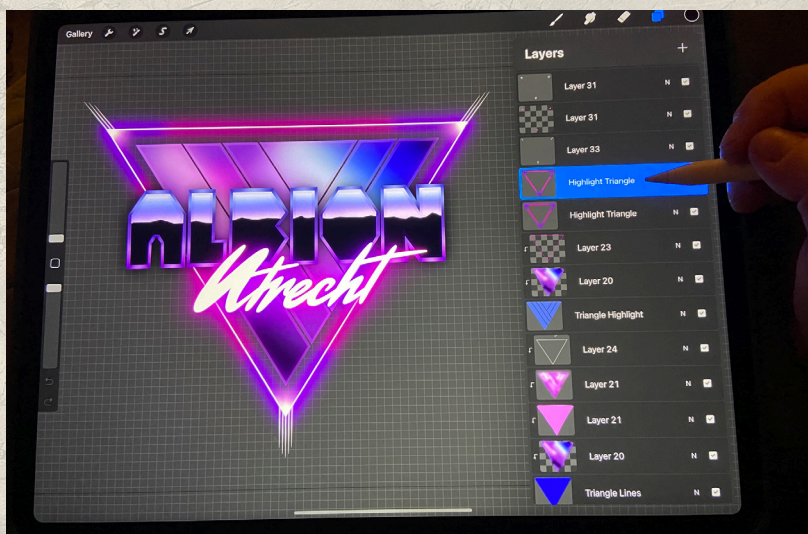 Gallery
Layers
Layer 31 N
Layer 31 N
Layer 33 N
Highlight Triangle
Highlight Triangle N
Layer 23 N
Layer 20 N
Triangle Highlight N
Layer 24 N
Layer 21 N
Layer 21 N
Layer 20 N
Triangle Lines N
ALBION
Utrecht